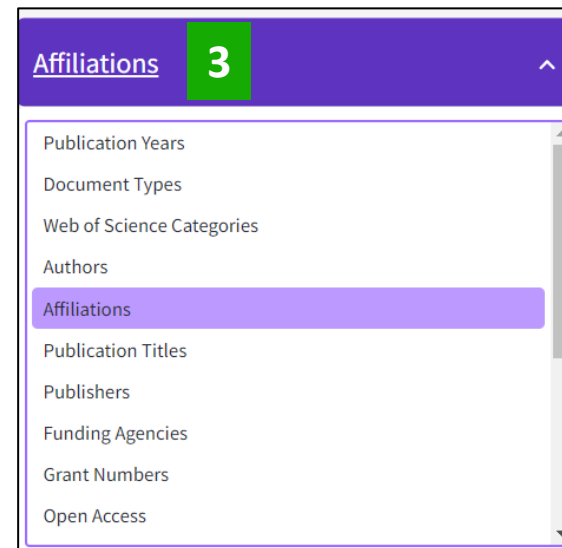 Affiliations 3
Publication Years
Document Types
Web of Science Categories
Authors
Affiliations
Publication Titles
Publishers
Funding Agencies
Grant Numbers
Open Access